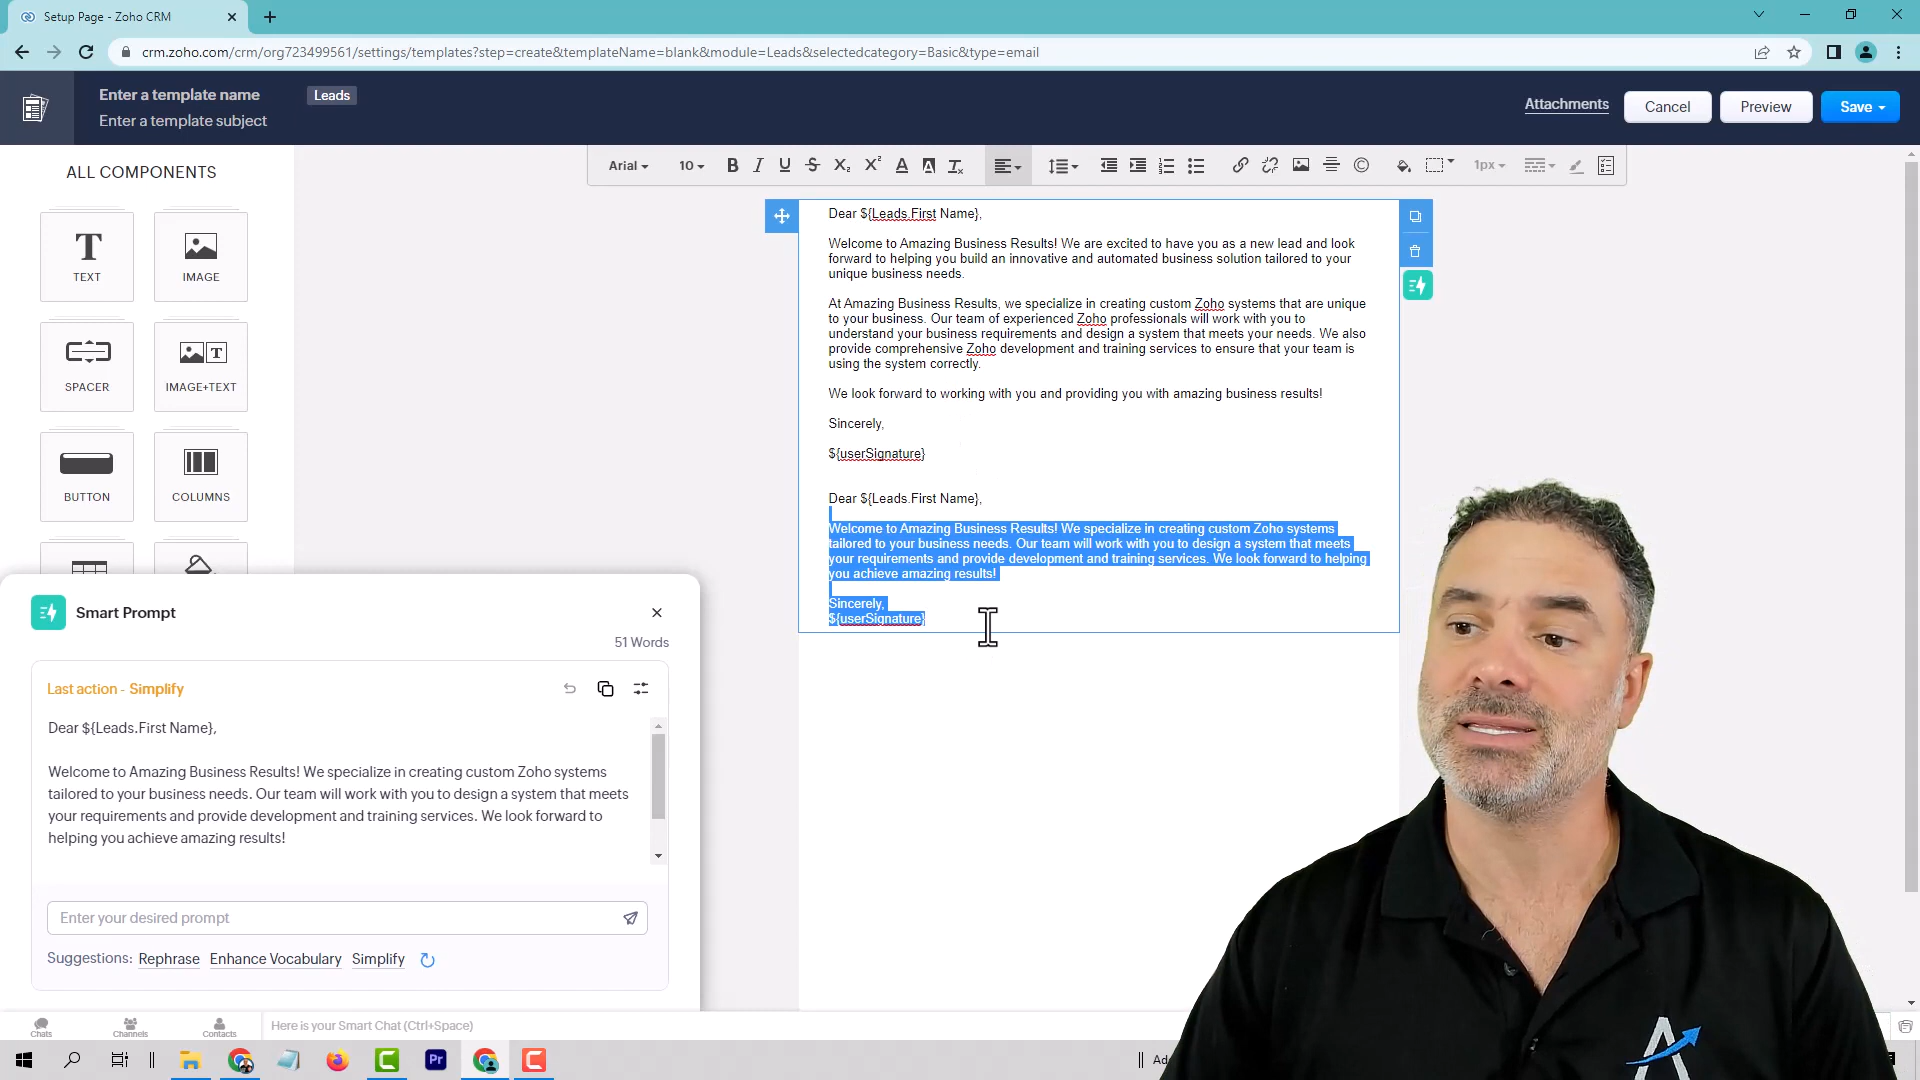 Setup Page - Zoho CRM
crm.zoho.com/crm/org723499561/settings/templates?step=create&templateName=blank&module=Leads&selectedcategory=Basic&type=email
Enter a template name
Leads
Enter a template subject
Attachments
Cancel
Preview
Save
ALL COMPONENTS
TEXT
IMAGE
SPACER
IMAGE+TEXT
BUTTON
COLUMNS
Arial
10
1px
Dear ${Leads.First Name},
Welcome to Amazing Business Results! We are excited to have you as a new lead and look
forward to helping you build an innovative and automated business solution tailored to your
unique business needs.
At Amazing Business Results, we specialize in creating custom Zoho systems that are unique
to your business. Our team of experienced Zoho professionals will work with you to
understand your business requirements and design a system that meets your needs. We also
provide comprehensive Zoho development and training services to ensure that your team is
using the system correctly.
We look forward to working with you and providing you with amazing business results!
Sincerely,
${userSignature}
Dear ${Leads.First Name},
Welcome to Amazing Business Results! We specialize in creating custom Zoho systems
tailored to your business needs. Our team will work with you to design a system that meets
your requirements and provide development and training services. We look forward to helping
you achieve amazing results!
Sincerely,
${userSignature}
Smart Prompt
51 Words
Last action - Simplify
Dear ${Leads.First Name},
Welcome to Amazing Business Results! We specialize in creating custom Zoho systems
tailored to your business needs. Our team will work with you to design a system that meets
your requirements and provide development and training services. We look forward to
helping you achieve amazing results!
Enter your desired prompt
Suggestions: Rephrase Enhance Vocabulary Simplify
Chats
Channels
Contacts
Here is your Smart Chat (Ctrl+Space)
Pr